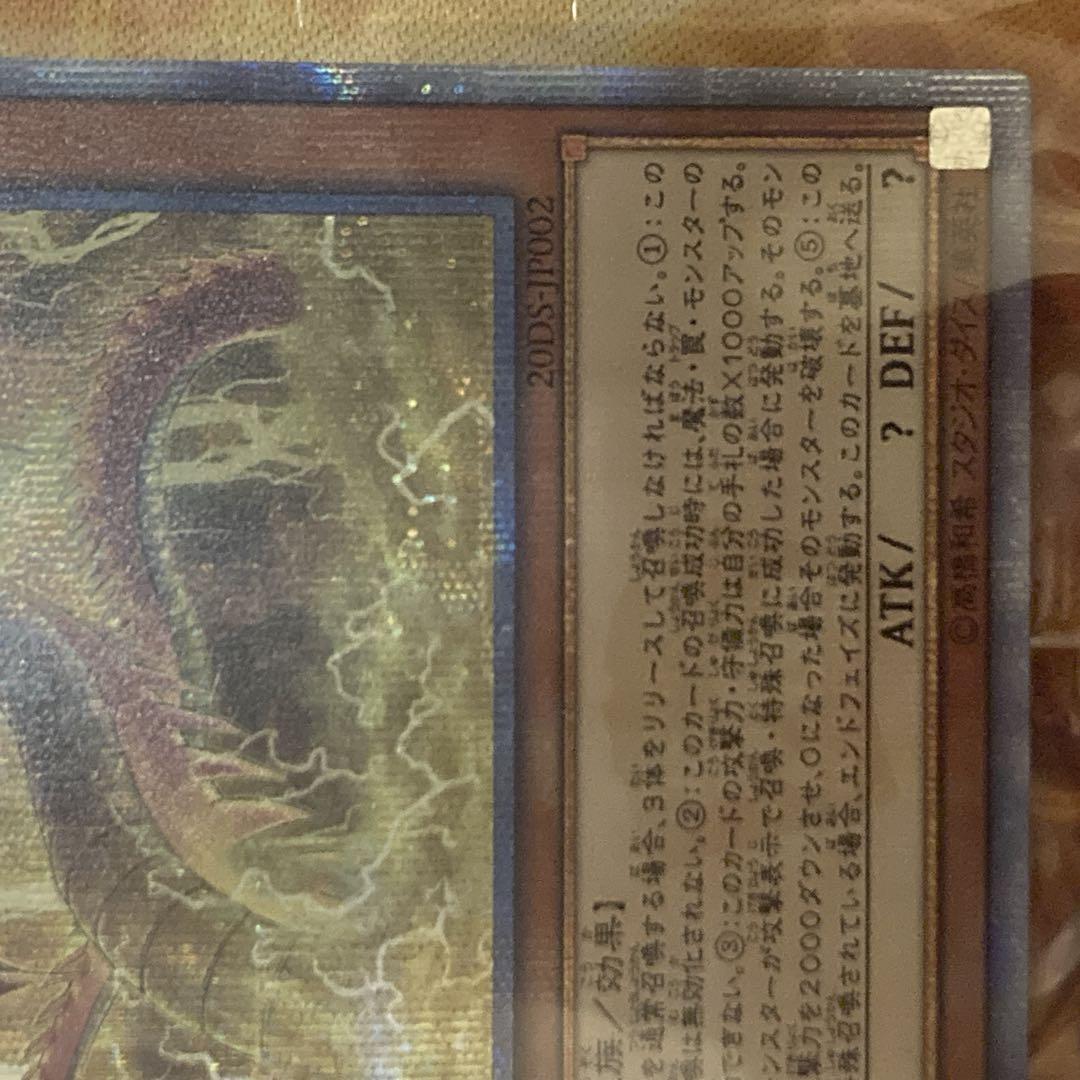 20DS-JP002
族／効果】
を通常召喚する場合、3体をリリースして召喚しなければならない。①:この
喚は無効化されない。②:このカードの召喚成功時には、魔法・罠・モンスターの
できない。③:このカードの攻撃力・守備力は自分の手札の数×1000アップする。
ンスターが攻撃表示で召喚・特殊召喚に成功した場合に発動する。そのモン
撃力を2000ダウンさせ、0になった場合そのモンスターを破壊する。⑤:この
殊召喚されている場合、エンドフェイズに発動する。このカードを墓地へ送る。
ATK/ ? DEF/ ?
©高橋和希 スタジオ・ダイス/集英社